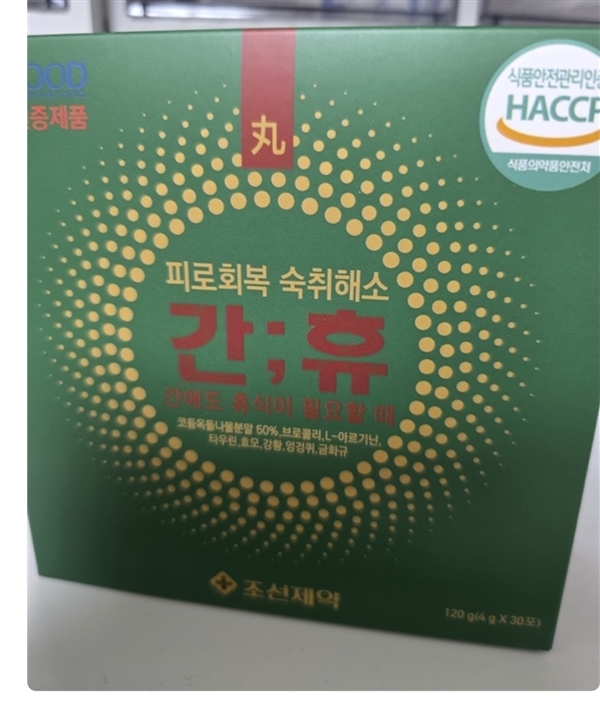 OOD
증제품
丸
식품안전관리인증
HACCP
식품의약품안전처
피로회복 숙취해소
간;휴
간에도 휴식이 필요할 때
코들옥틀나물분말 50%,브로콜리,L-아르기닌,
타우린,효모,강황,엉겅퀴,금화규
조선제약
120 g(4 g X 30포)